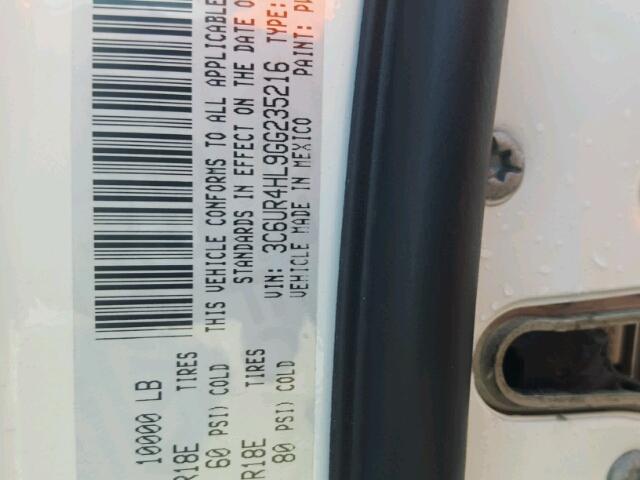 10000 LB
R18E TIRES
60 PSI) COLD
R18E TIRES
80 PSI) COLD
THIS VEHICLE CONFORMS TO ALL APPLICABLE
STANDARDS IN EFFECT ON THE DATE O
VIN: 3C6UR4HL9GG235216 TYPE:
VEHICLE MADE IN MEXICO PAINT: P